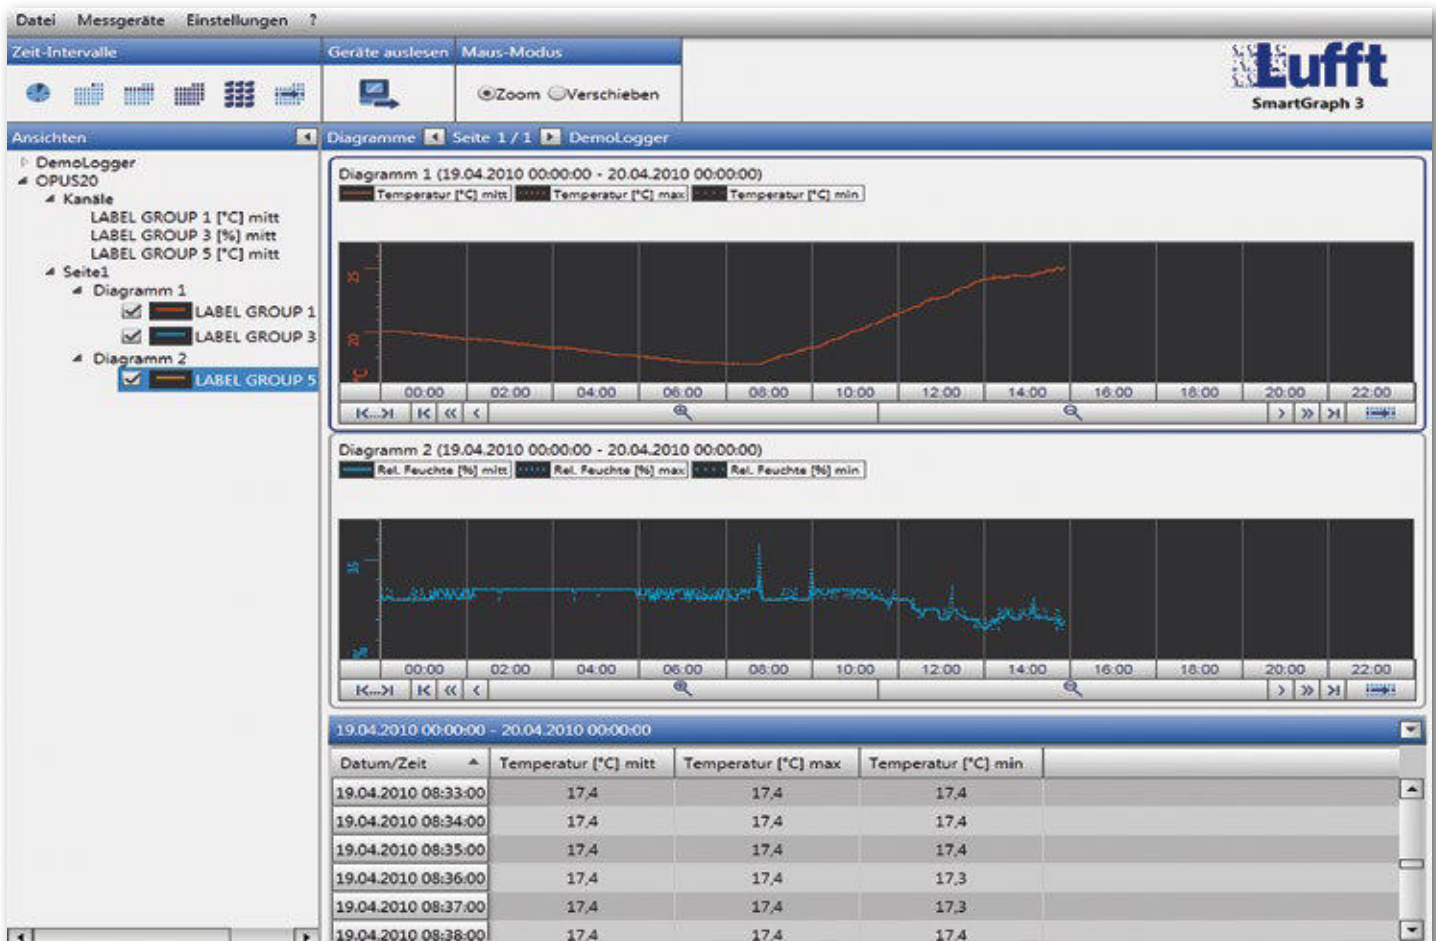 Datei Messgeräte Einstellungen ?
Zeit-Intervalle
Geräte auslesen
Maus-Modus
Zoom Verschieben
Lufft
SmartGraph 3
Ansichten
DemoLogger
OPUS20
Kanäle
LABEL GROUP 1 [°C] mitt
LABEL GROUP 3 [%] mitt
LABEL GROUP 5 [°C] mitt
Seite1
Diagramm 1
LABEL GROUP 1
LABEL GROUP 3
Diagramm 2
LABEL GROUP 5
Diagramme Seite 1 / 1 DemoLogger
Diagramm 1 (19.04.2010 00:00:00 - 20.04.2010 00:00:00)
Temperatur [°C] mitt Temperatur [°C] max Temperatur [°C] min
25
20
°C
00:00 02:00 04:00 06:00 08:00 10:00 12:00 14:00 16:00 18:00 20:00 22:00
Diagramm 2 (19.04.2010 00:00:00 - 20.04.2010 00:00:00)
Rel. Feuchte [%] mitt Rel. Feuchte [%] max Rel. Feuchte [%] min
35
%
00:00 02:00 04:00 06:00 08:00 10:00 12:00 14:00 16:00 18:00 20:00 22:00
19.04.2010 00:00:00 - 20.04.2010 00:00:00
Datum/Zeit Temperatur [°C] mitt Temperatur [°C] max Temperatur [°C] min
19.04.2010 08:33:00 17,4 17,4 17,4
19.04.2010 08:34:00 17,4 17,4 17,4
19.04.2010 08:35:00 17,4 17,4 17,4
19.04.2010 08:36:00 17,4 17,4 17,3
19.04.2010 08:37:00 17,4 17,4 17,3
19.04.2010 08:38:00 17,4 17,4 17,4